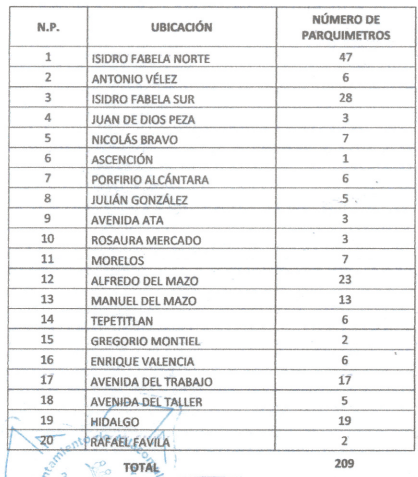 N.P. UBICACIÓN NÚMERO DE PARQUIMETROS
1 ISIDRO FABELA NORTE 47
2 ANTONIO VÉLEZ 6
3 ISIDRO FABELA SUR 28
4 JUAN DE DIOS PEZA 3
5 NICOLÁS BRAVO 7
6 ASCENCIÓN 1
7 PORFIRIO ALCÁNTARA 6
8 JULIÁN GONZÁLEZ 5
9 AVENIDA ATA 3
10 ROSAURA MERCADO 3
11 MORELOS 7
12 ALFREDO DEL MAZO 23
13 MANUEL DEL MAZO 13
14 TEPETITLAN 6
15 GREGORIO MONTIEL 2
16 ENRIQUE VALENCIA 6
17 AVENIDA DEL TRABAJO 17
18 AVENIDA DEL TALLER 5
19 HIDALGO 19
20 RAFAEL FAVILA 2
TOTAL 209